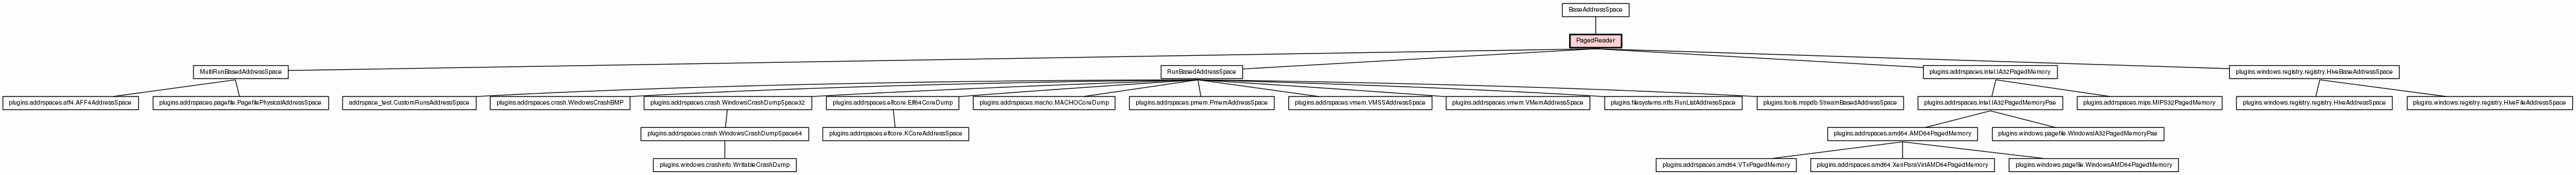 BaseAddressSpace
PagedReader
MultiRunBasedAddressSpace
RunBasedAddressSpace
plugins.addrspaces.intel.IA32PagedMemory
plugins.windows.registry.registry.HiveBaseAddressSpace
plugins.addrspaces.aff4.AFF4AddressSpace
plugins.addrspaces.pagefile.PagefilePhysicalAddressSpace
addrspace_test.CustomRunsAddressSpace
plugins.addrspaces.crash.WindowsCrashBMP
plugins.addrspaces.crash.WindowsCrashDumpSpace32
plugins.addrspaces.elfcore.Elf64CoreDump
plugins.addrspaces.macho.MACHOCoreDump
plugins.addrspaces.pmem.PmemAddressSpace
plugins.addrspaces.vmem.VMSSAddressSpace
plugins.addrspaces.vmem.VMemAddressSpace
plugins.filesystems.ntfs.RunListAddressSpace
plugins.tools.mspdb.StreamBasedAddressSpace
plugins.addrspaces.intel.IA32PagedMemoryPae
plugins.addrspaces.mips.MIPS32PagedMemory
plugins.windows.registry.registry.HiveAddressSpace
plugins.windows.registry.registry.HiveFileAddressSpace
plugins.addrspaces.crash.WindowsCrashDumpSpace64
plugins.addrspaces.elfcore.KCoreAddressSpace
plugins.addrspaces.amd64.AMD64PagedMemory
plugins.windows.pagefile.WindowsIA32PagedMemoryPae
plugins.windows.crashinfo.WritableCrashDump
plugins.addrspaces.amd64.VTxPagedMemory
plugins.addrspaces.amd64.XenParaVirtAMD64PagedMemory
plugins.windows.pagefile.WindowsAMD64PagedMemory